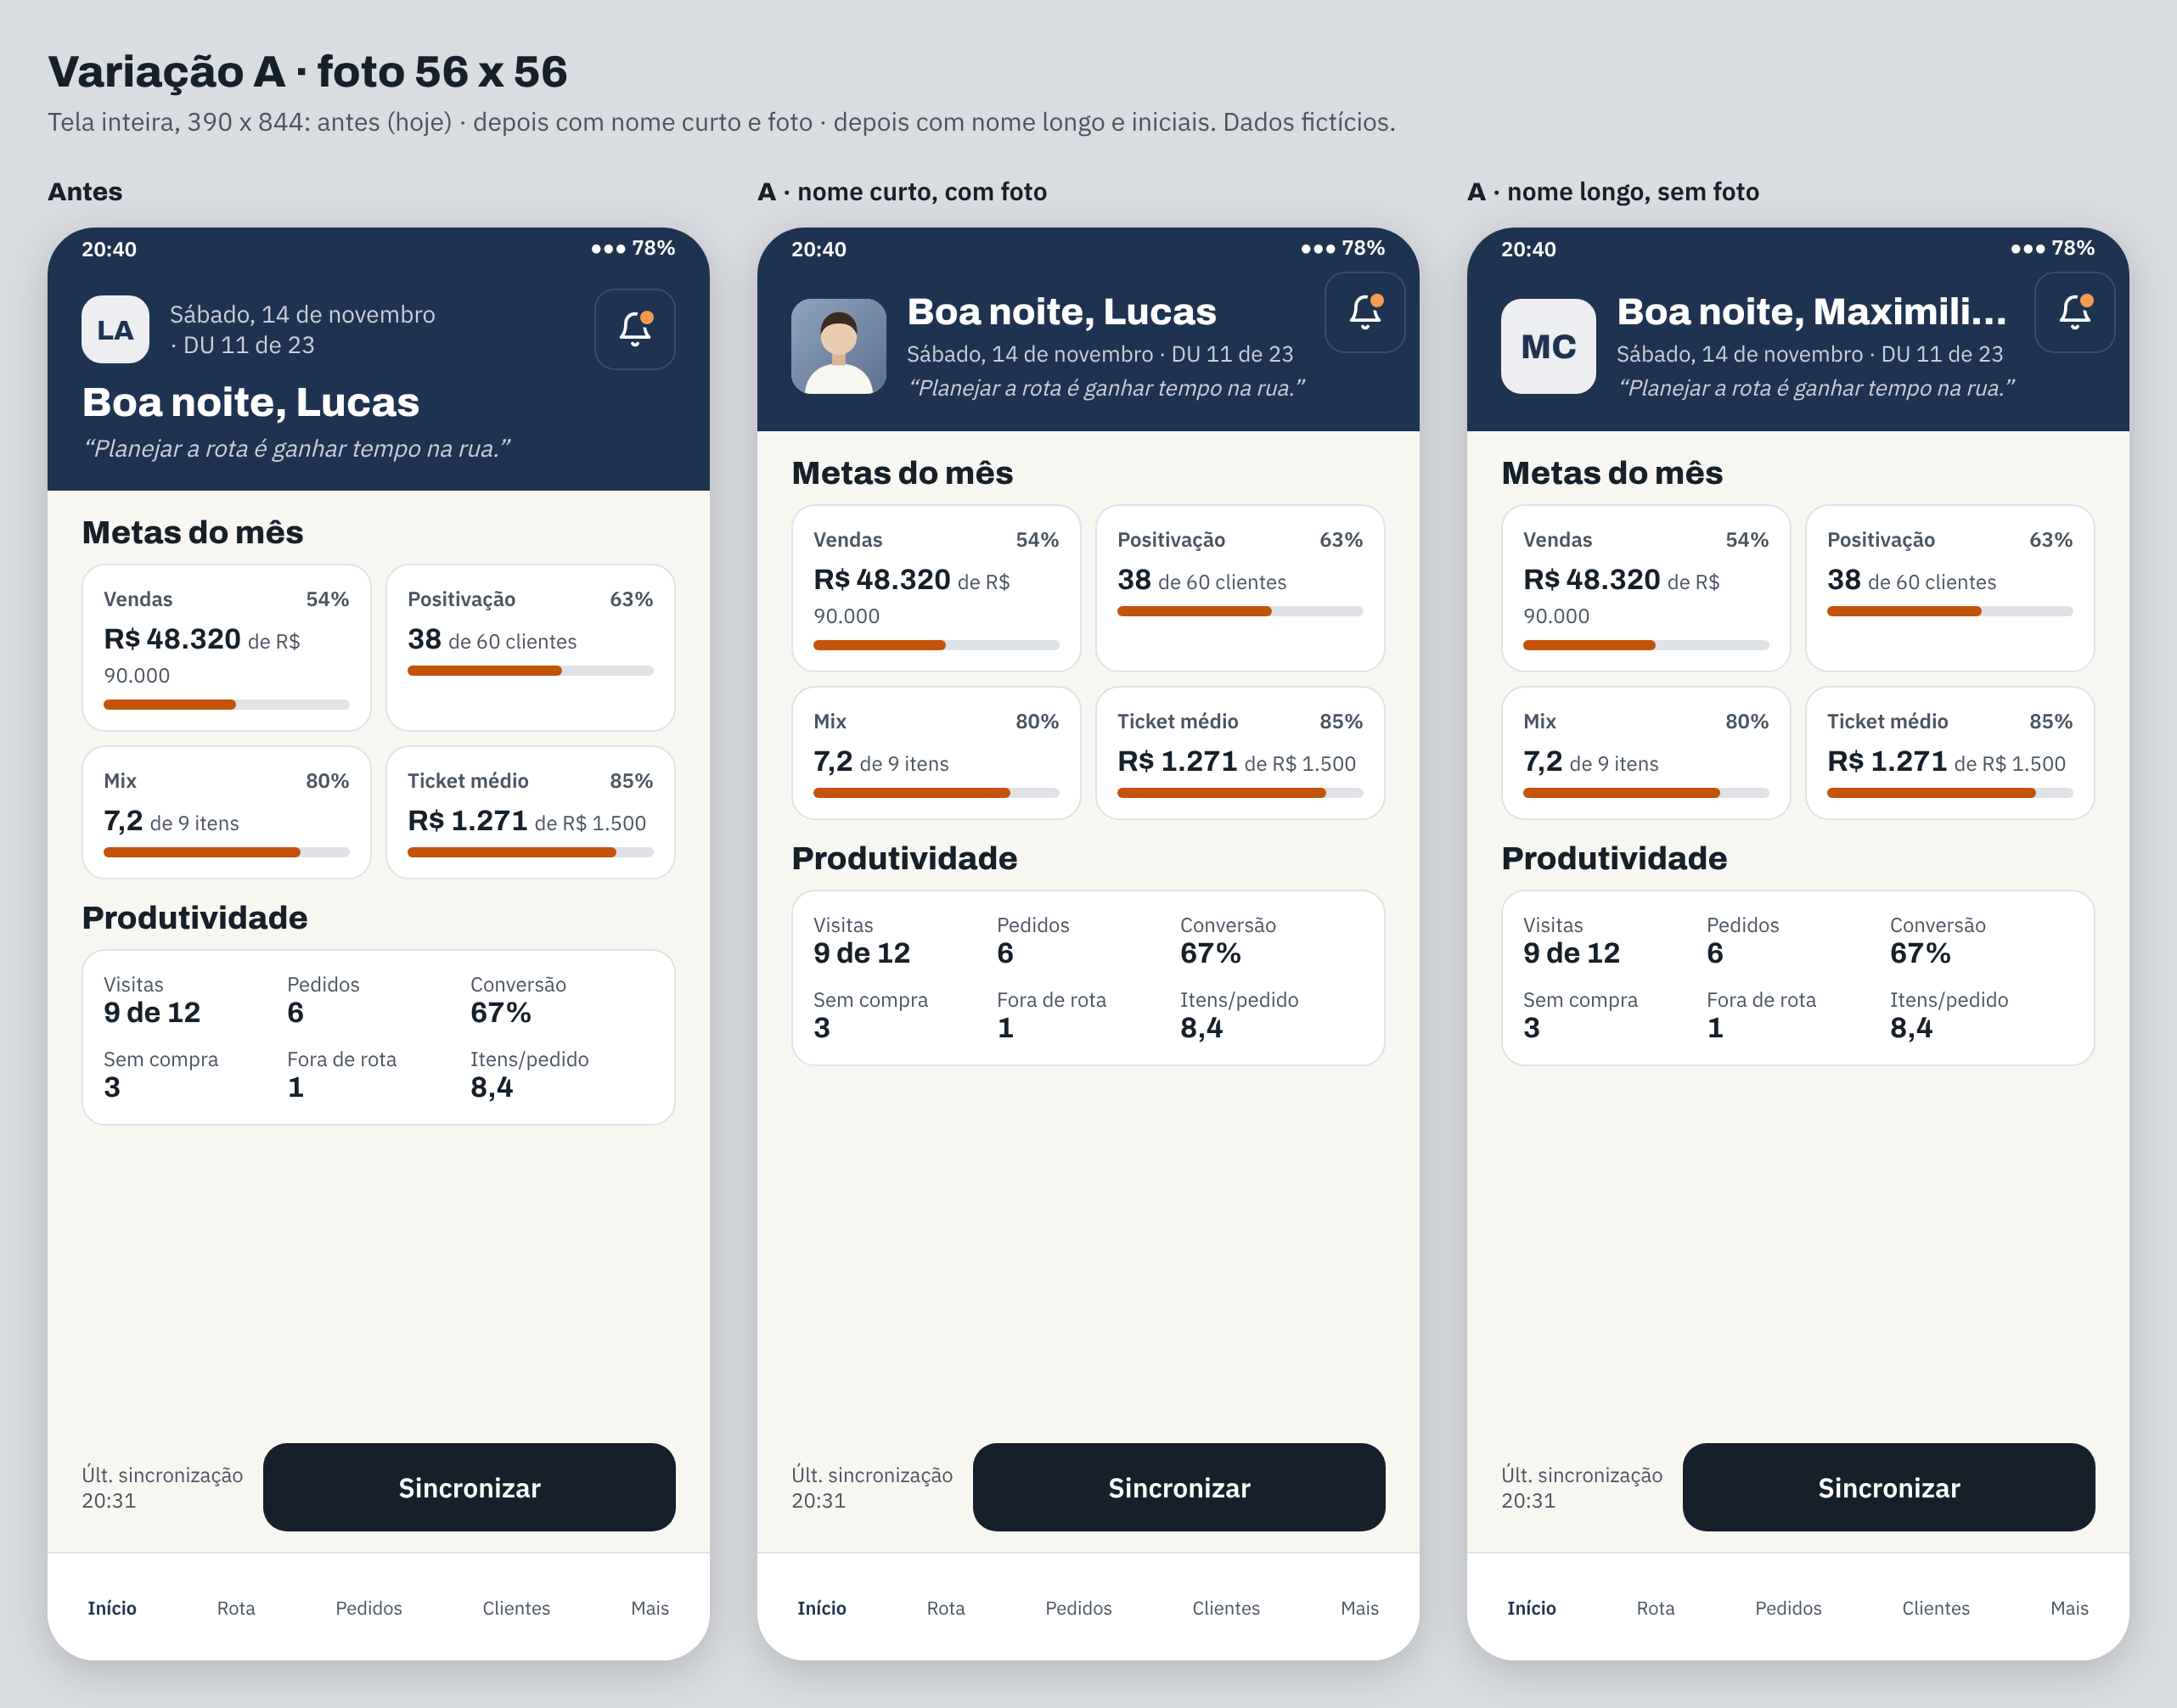 Variação A · foto 56 x 56
Tela inteira, 390 x 844: antes (hoje) · depois com nome curto e foto · depois com nome longo e iniciais. Dados fictícios.
Antes
20:40
78%
LA
Sábado, 14 de novembro
· DU 11 de 23
Boa noite, Lucas
“Planejar a rota é ganhar tempo na rua.”
Metas do mês
Vendas 54%
R$ 48.320 de R$
90.000
Positivação 63%
38 de 60 clientes
Mix 80%
7,2 de 9 itens
Ticket médio 85%
R$ 1.271 de R$ 1.500
Produtividade
Visitas
9 de 12
Pedidos
6
Conversão
67%
Sem compra
3
Fora de rota
1
Itens/pedido
8,4
Últ. sincronização
20:31
Sincronizar
Início
Rota
Pedidos
Clientes
Mais
A · nome curto, com foto
20:40
78%
Boa noite, Lucas
Sábado, 14 de novembro · DU 11 de 23
“Planejar a rota é ganhar tempo na rua.”
Metas do mês
Vendas 54%
R$ 48.320 de R$
90.000
Positivação 63%
38 de 60 clientes
Mix 80%
7,2 de 9 itens
Ticket médio 85%
R$ 1.271 de R$ 1.500
Produtividade
Visitas
9 de 12
Pedidos
6
Conversão
67%
Sem compra
3
Fora de rota
1
Itens/pedido
8,4
Últ. sincronização
20:31
Sincronizar
Início
Rota
Pedidos
Clientes
Mais
A · nome longo, sem foto
20:40
78%
MC
Boa noite, Maximili...
Sábado, 14 de novembro · DU 11 de 23
“Planejar a rota é ganhar tempo na rua.”
Metas do mês
Vendas 54%
R$ 48.320 de R$
90.000
Positivação 63%
38 de 60 clientes
Mix 80%
7,2 de 9 itens
Ticket médio 85%
R$ 1.271 de R$ 1.500
Produtividade
Visitas
9 de 12
Pedidos
6
Conversão
67%
Sem compra
3
Fora de rota
1
Itens/pedido
8,4
Últ. sincronização
20:31
Sincronizar
Início
Rota
Pedidos
Clientes
Mais